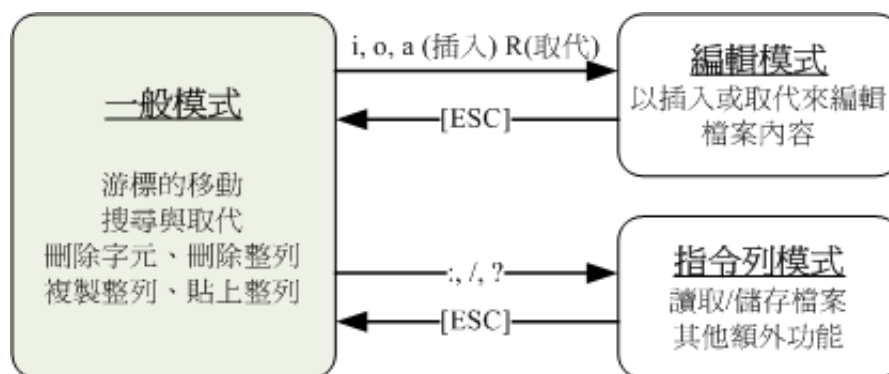 一般模式
游標的移動
搜尋與取代
刪除字元、刪除整列
複製整列、貼上整列
i, o, a (插入) R(取代)
[ESC]
編輯模式
以插入或取代來編輯
檔案內容
:, /, ?
[ESC]
指令列模式
讀取/儲存檔案
其他額外功能